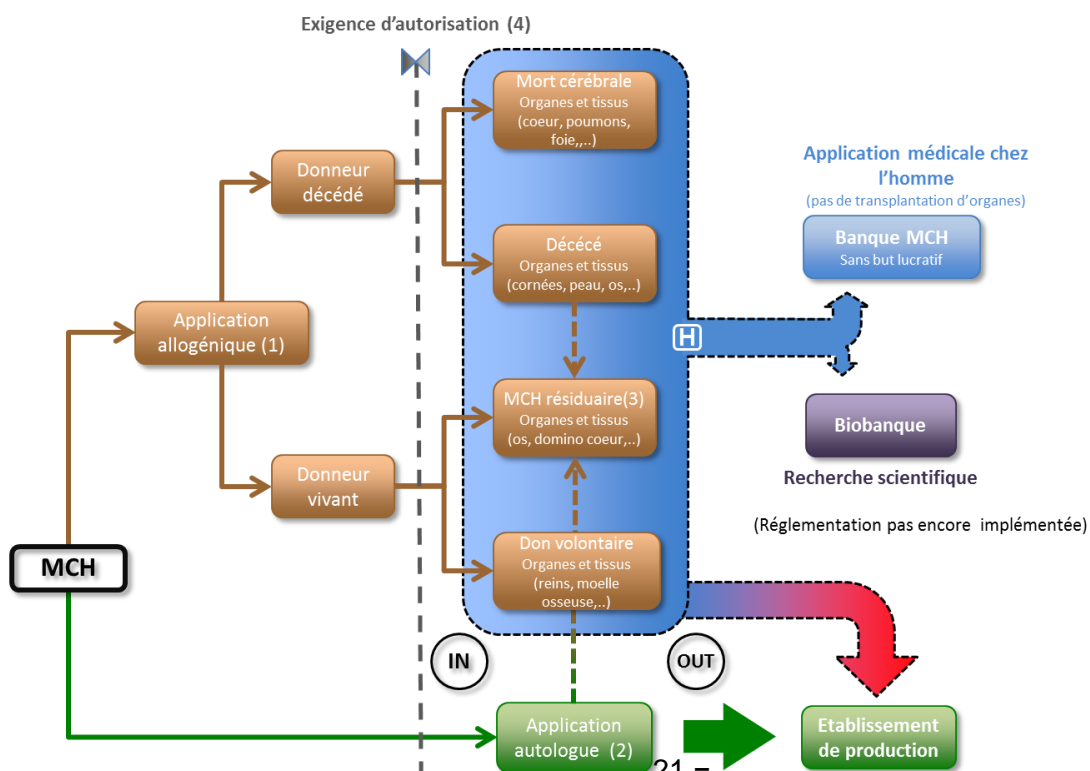 Exigence d'autorisation (4)
Mort cérébrale
Organes et tissus
(coeur, poumons,
foie,,..)
Donneur
décédé
Application médicale chez
l'homme
(pas de transplantation d'organes)
Banque MCH
Sans but lucratif
Décécé
Organes et tissus
(cornées, peau, os,..)
Application
allogénique (1)
H
MCH résiduaire(3)
Organes et tissus
(os, domino coeur,..)
Biobanque
Recherche scientifique
Donneur
vivant
(Réglementation pas encore implémentée)
Don volontaire
Organes et tissus
(reins, moelle
osseuse,..)
MCH
IN
OUT
Application
autologue (2)
Etablissement
de production
21 –